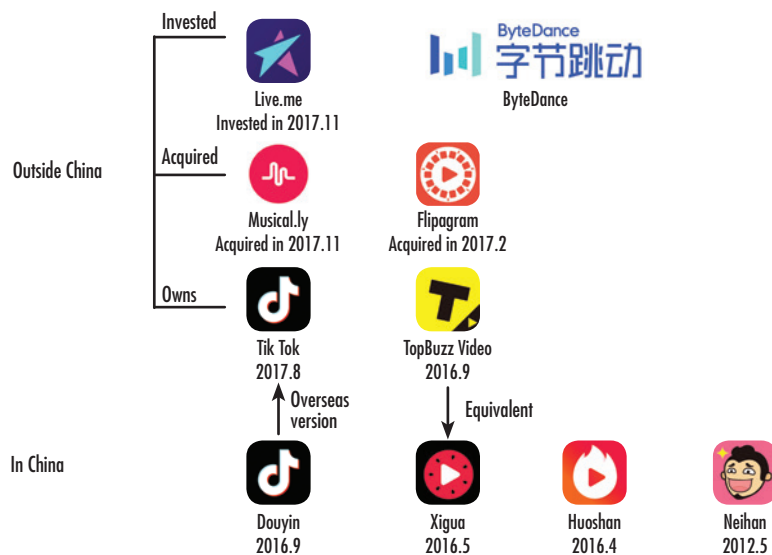 Invested
Live.me
Invested in 2017.11
ByteDance
字节跳动
ByteDance
Outside China
Acquired
Musical.ly
Acquired in 2017.11
Flipagram
Acquired in 2017.2
Owns
Tik Tok
2017.8
T
TopBuzz Video
2016.9
Overseas
version
Equivalent
In China
Douyin
2016.9
Xigua
2016.5
Huoshan
2016.4
Neihan
2012.5